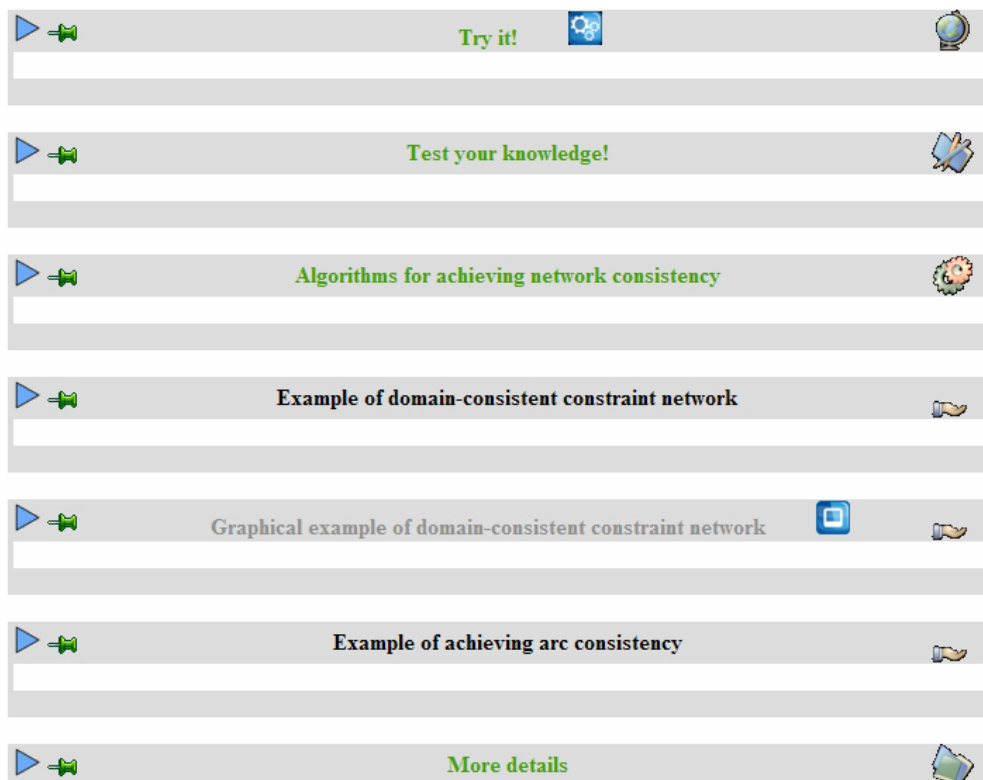 Try it!
Test your knowledge!
Algorithms for achieving network consistency
Example of domain-consistent constraint network
Graphical example of domain-consistent constraint network
Example of achieving arc consistency
More details